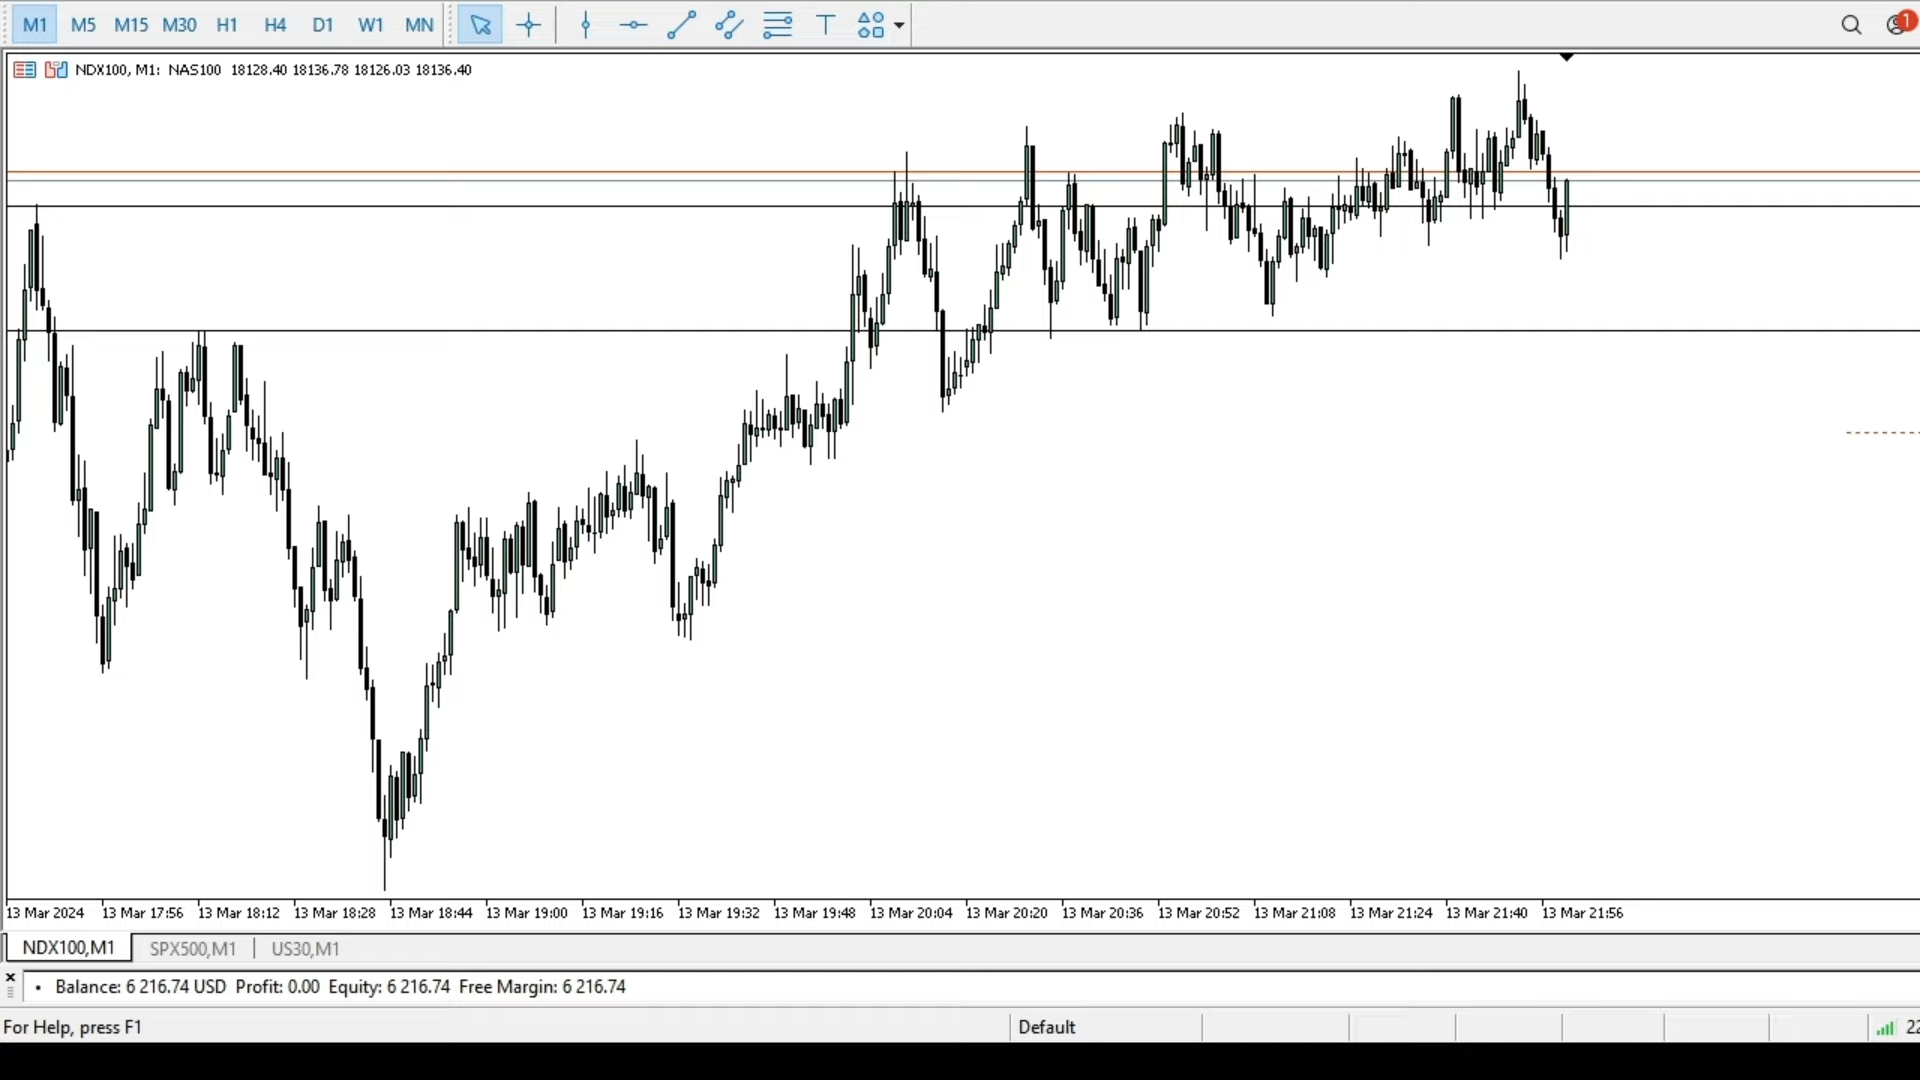 M1 M5 M15 M30 H1 H4 D1 W1 MN T 1
NDX100, M1: NAS100 18128.40 18136.78 18126.03 18136.40
13 Mar 2024 13 Mar 17:56 13 Mar 18:12 13 Mar 18:28 13 Mar 18:44 13 Mar 19:00 13 Mar 19:16 13 Mar 19:32 13 Mar 19:48 13 Mar 20:04 13 Mar 20:20 13 Mar 20:36 13 Mar 20:52 13 Mar 21:08 13 Mar 21:24 13 Mar 21:40 13 Mar 21:56
NDX100,M1 SPX500,M1 US30,M1
Balance: 6 216.74 USD Profit: 0.00 Equity: 6 216.74 Free Margin: 6 216.74
For Help, press F1 Default